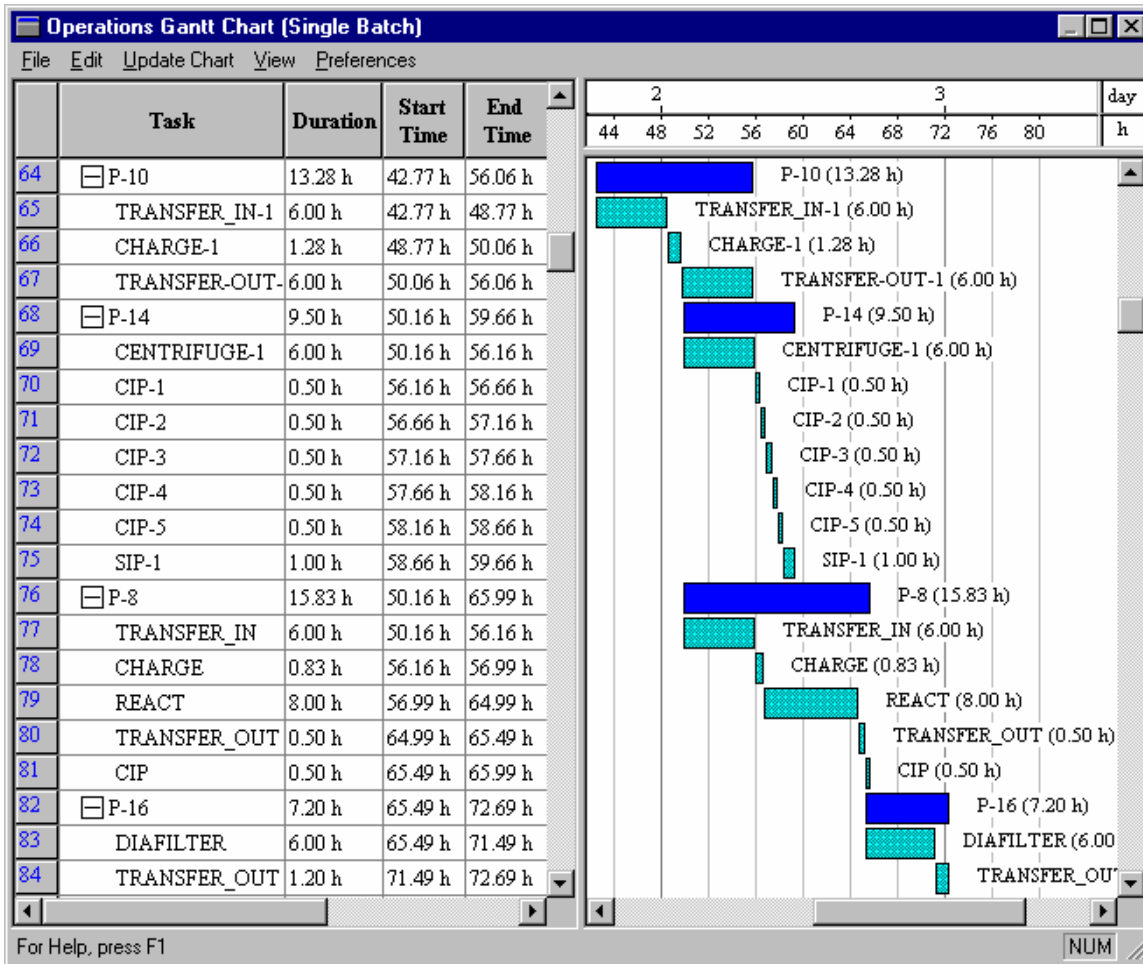 Operations Gantt Chart (Single Batch)
File Edit Update Chart View Preferences
Task Duration Start Time End Time
2 3 day
44 48 52 56 60 64 68 72 76 80 h
64 P-10 13.28 h 42.77 h 56.06 h P-10 (13.28 h)
65 TRANSFER_IN-1 6.00 h 42.77 h 48.77 h TRANSFER_IN-1 (6.00 h)
66 CHARGE-1 1.28 h 48.77 h 50.06 h CHARGE-1 (1.28 h)
67 TRANSFER-OUT- 6.00 h 50.06 h 56.06 h TRANSFER-OUT-1 (6.00 h)
68 P-14 9.50 h 50.16 h 59.66 h P-14 (9.50 h)
69 CENTRIFUGE-1 6.00 h 50.16 h 56.16 h CENTRIFUGE-1 (6.00 h)
70 CIP-1 0.50 h 56.16 h 56.66 h CIP-1 (0.50 h)
71 CIP-2 0.50 h 56.66 h 57.16 h CIP-2 (0.50 h)
72 CIP-3 0.50 h 57.16 h 57.66 h CIP-3 (0.50 h)
73 CIP-4 0.50 h 57.66 h 58.16 h CIP-4 (0.50 h)
74 CIP-5 0.50 h 58.16 h 58.66 h CIP-5 (0.50 h)
75 SIP-1 1.00 h 58.66 h 59.66 h SIP-1 (1.00 h)
76 P-8 15.83 h 50.16 h 65.99 h P-8 (15.83 h)
77 TRANSFER_IN 6.00 h 50.16 h 56.16 h TRANSFER_IN (6.00 h)
78 CHARGE 0.83 h 56.16 h 56.99 h CHARGE (0.83 h)
79 REACT 8.00 h 56.99 h 64.99 h REACT (8.00 h)
80 TRANSFER_OUT 0.50 h 64.99 h 65.49 h TRANSFER_OUT (0.50 h)
81 CIP 0.50 h 65.49 h 65.99 h CIP (0.50 h)
82 P-16 7.20 h 65.49 h 72.69 h P-16 (7.20 h)
83 DIAFILTER 6.00 h 65.49 h 71.49 h DIAFILTER (6.00
84 TRANSFER_OUT 1.20 h 71.49 h 72.69 h TRANSFER_OUT
For Help, press F1 NUM